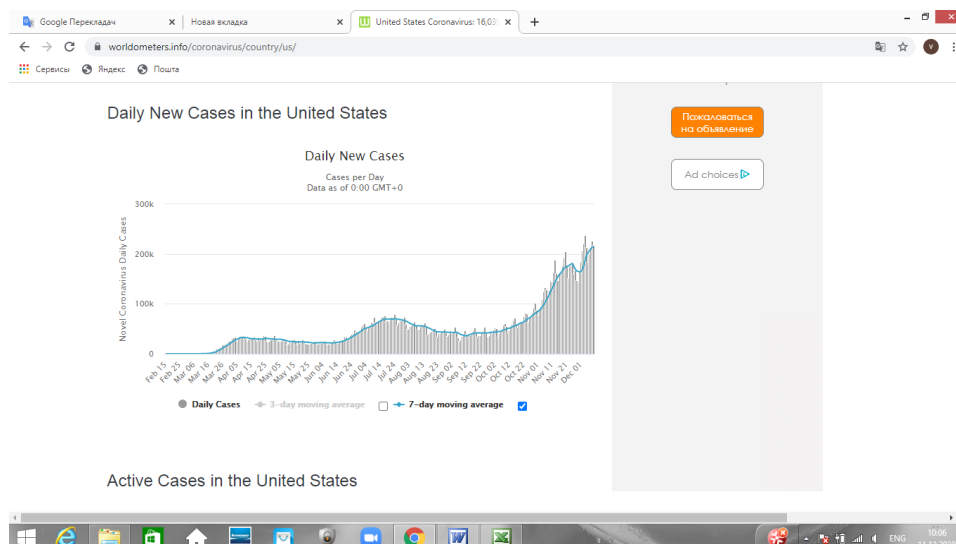 Google Перекладач
Новая вкладка
United States Coronavirus: 16,03
worldometers.info/coronavirus/country/us/
V
Сервисы
Яндекс
Пошта
Daily New Cases in the United States
Пожаловаться
на объявление
Ad choices
Daily New Cases
Cases per Day
Data as of 0:00 GMT+0
Novel Coronavirus Daily Cases
300k
200k
100k
0
Feb 15
Feb 25
Mar 06
Mar 16
Mar 26
Apr 05
Apr 15
Apr 25
May 05
May 15
May 25
Jun 04
Jun 14
Jun 24
Jul 04
Jul 14
Jul 24
Aug 03
Aug 13
Aug 23
Sep 02
Sep 12
Sep 22
Oct 02
Oct 12
Oct 22
Nov 01
Nov 11
Nov 21
Dec 01
Daily Cases
3-day moving average
7-day moving average
Active Cases in the United States
ENG
10:06
11.12.2020